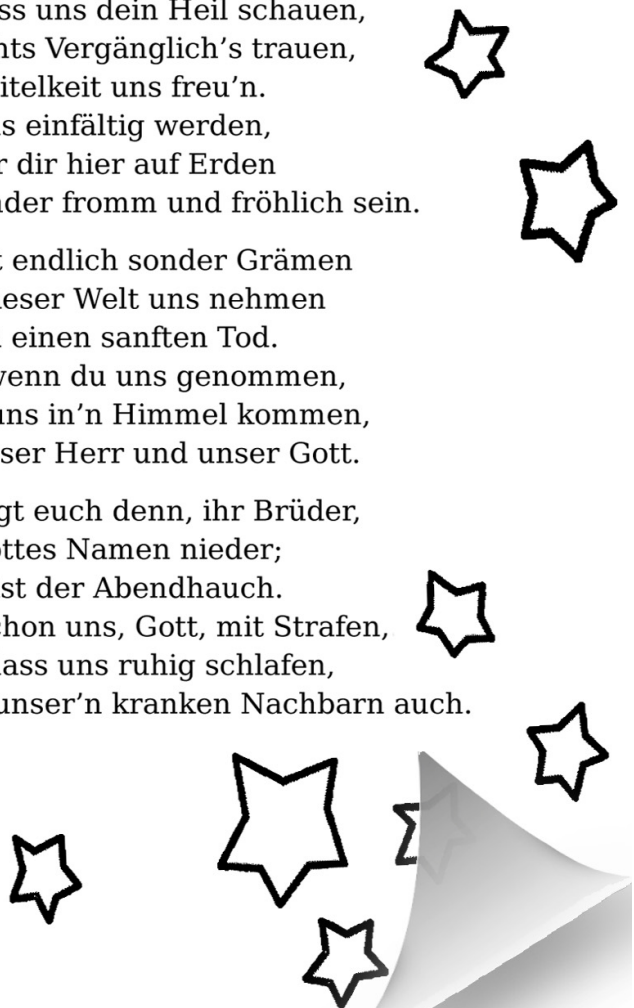 ss uns dein Heil schauen,
nts Vergänglich’s trauen,
itelkeit uns freu’n.
s einfältig werden,
r dir hier auf Erden
nder fromm und fröhlich sein.
t endlich sonder Grämen
ieser Welt uns nehmen
einen sanften Tod.
wenn du uns genommen,
uns in’n Himmel kommen,
ser Herr und unser Gott.
gt euch denn, ihr Brüder,
ottes Namen nieder;
st der Abendhauch.
chon uns, Gott, mit Strafen,
lass uns ruhig schlafen,
unser’n kranken Nachbarn auch.